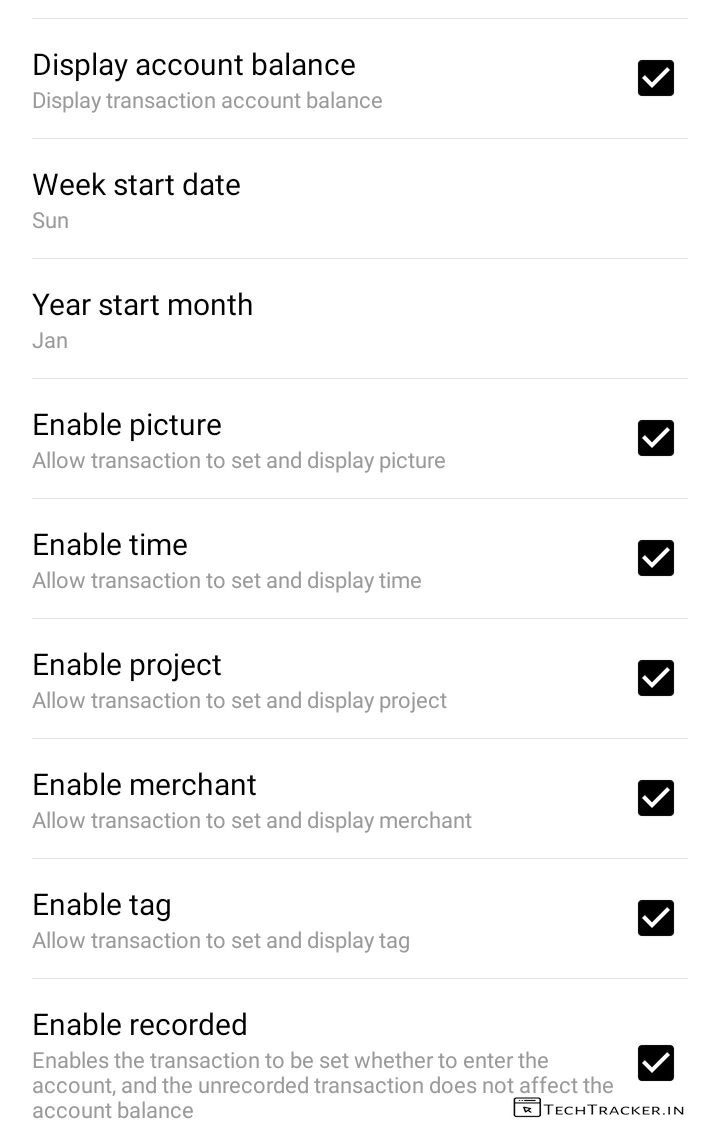 Display account balance
Display transaction account balance
Week start date
Sun
Year start month
Jan
Enable picture
Allow transaction to set and display picture
Enable time
Allow transaction to set and display time
Enable project
Allow transaction to set and display project
Enable merchant
Allow transaction to set and display merchant
Enable tag
Allow transaction to set and display tag
Enable recorded
Enables the transaction to be set whether to enter the
account, and the unrecorded transaction does not affect the
account balance
TECHTRACKER.IN